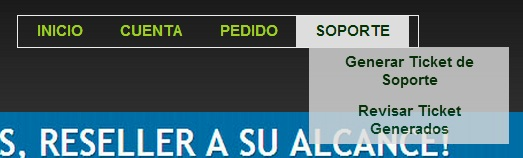 INICIO CUENTA PEDIDO SOPORTE
Generar Ticket de
Soporte
Revisar Ticket
Generados
S, RESELLER A SU ALCANCE!